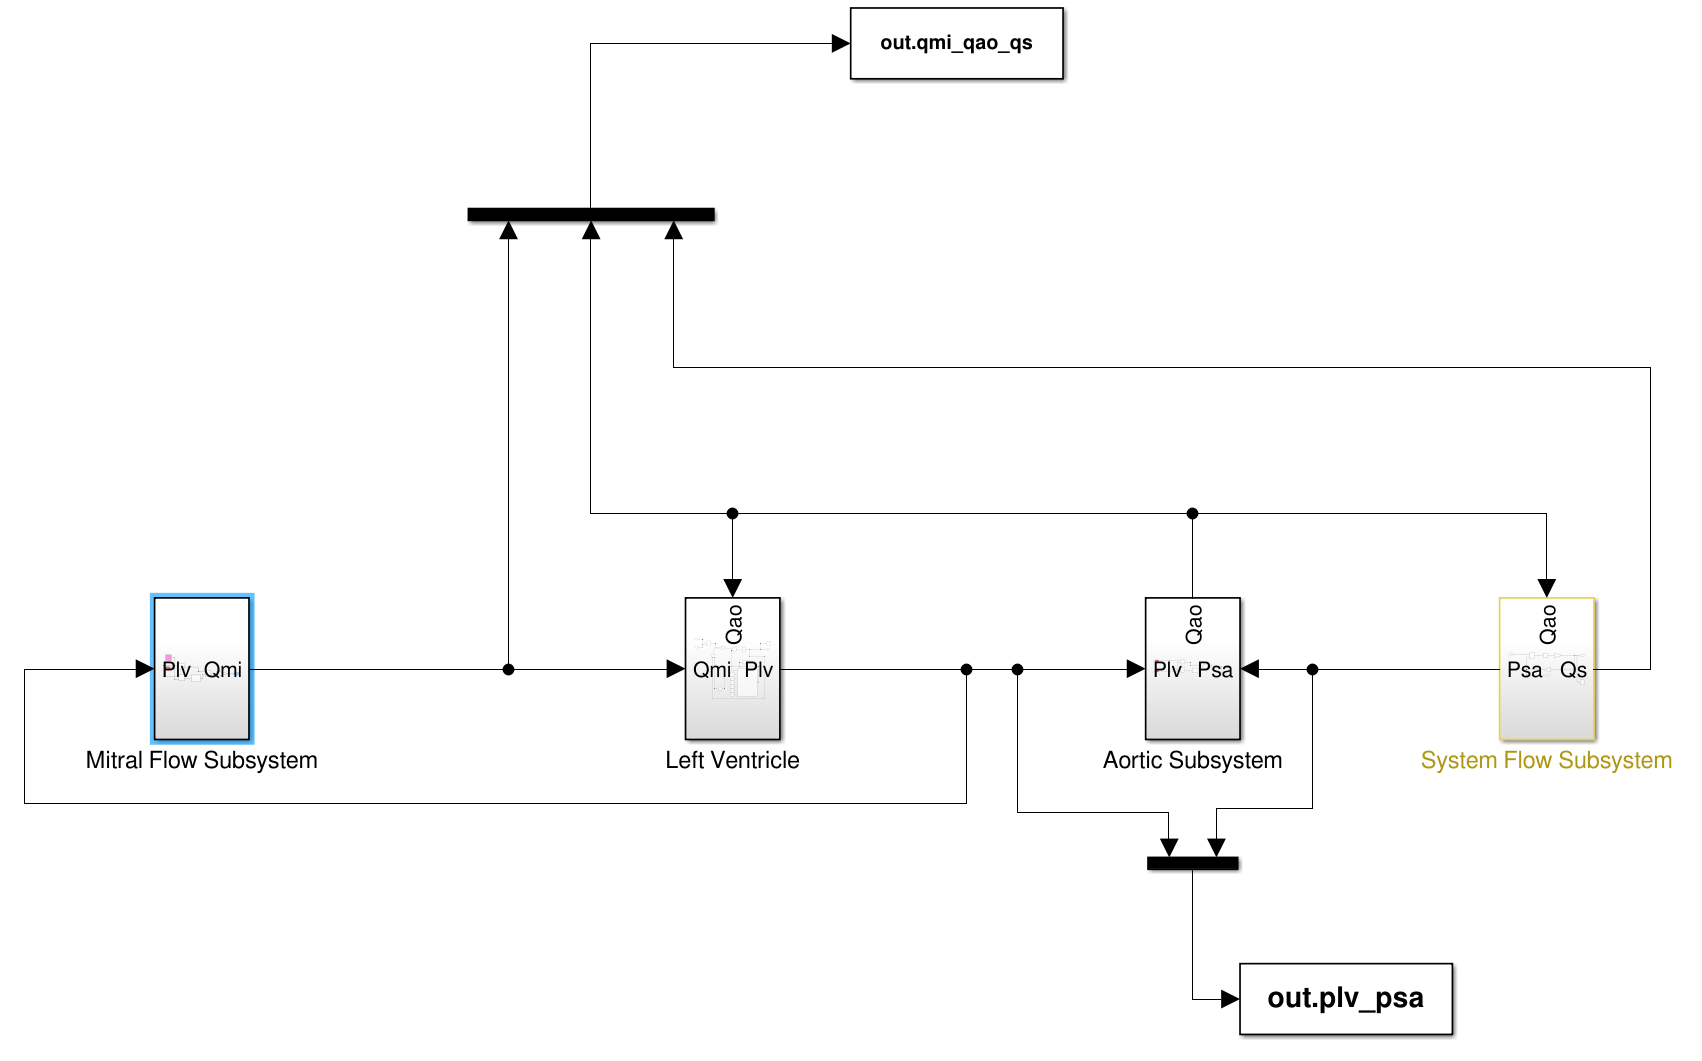 out.qmi_qao_qs
Qao
Qao
Qao
Plv Qmi
Qmi Plv
Plv Psa
Psa Qs
Mitral Flow Subsystem
Left Ventricle
Aortic Subsystem
System Flow Subsystem
out.plv_psa